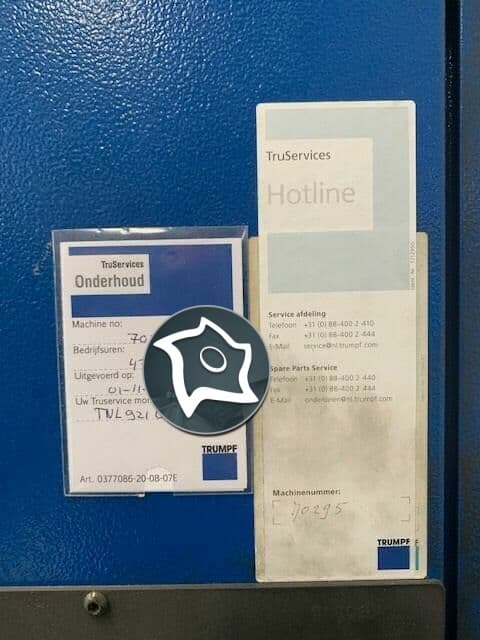 TruServices
Onderhoud
Machine no:
70
Bedrijfsuren:
Uitgevoerd op:
01-11-
Uw Truservice
TNL921
TRUMPF
Art. 0377086-20-08-07E
TruServices
Hotline
Service afdeling
Telefoon +31 (0) 88-400 2 410
Fax +31 (0) 88-400 2 444
E-Mail service@nl.trumpf.com
Spare Parts Service
Telefoon +31 (0) 88-400 2 440
Fax +31 (0) 88-400 2 444
E-Mail onderdelen@nl.trumpf.com
Machinenummer:
70295
TRUMPF